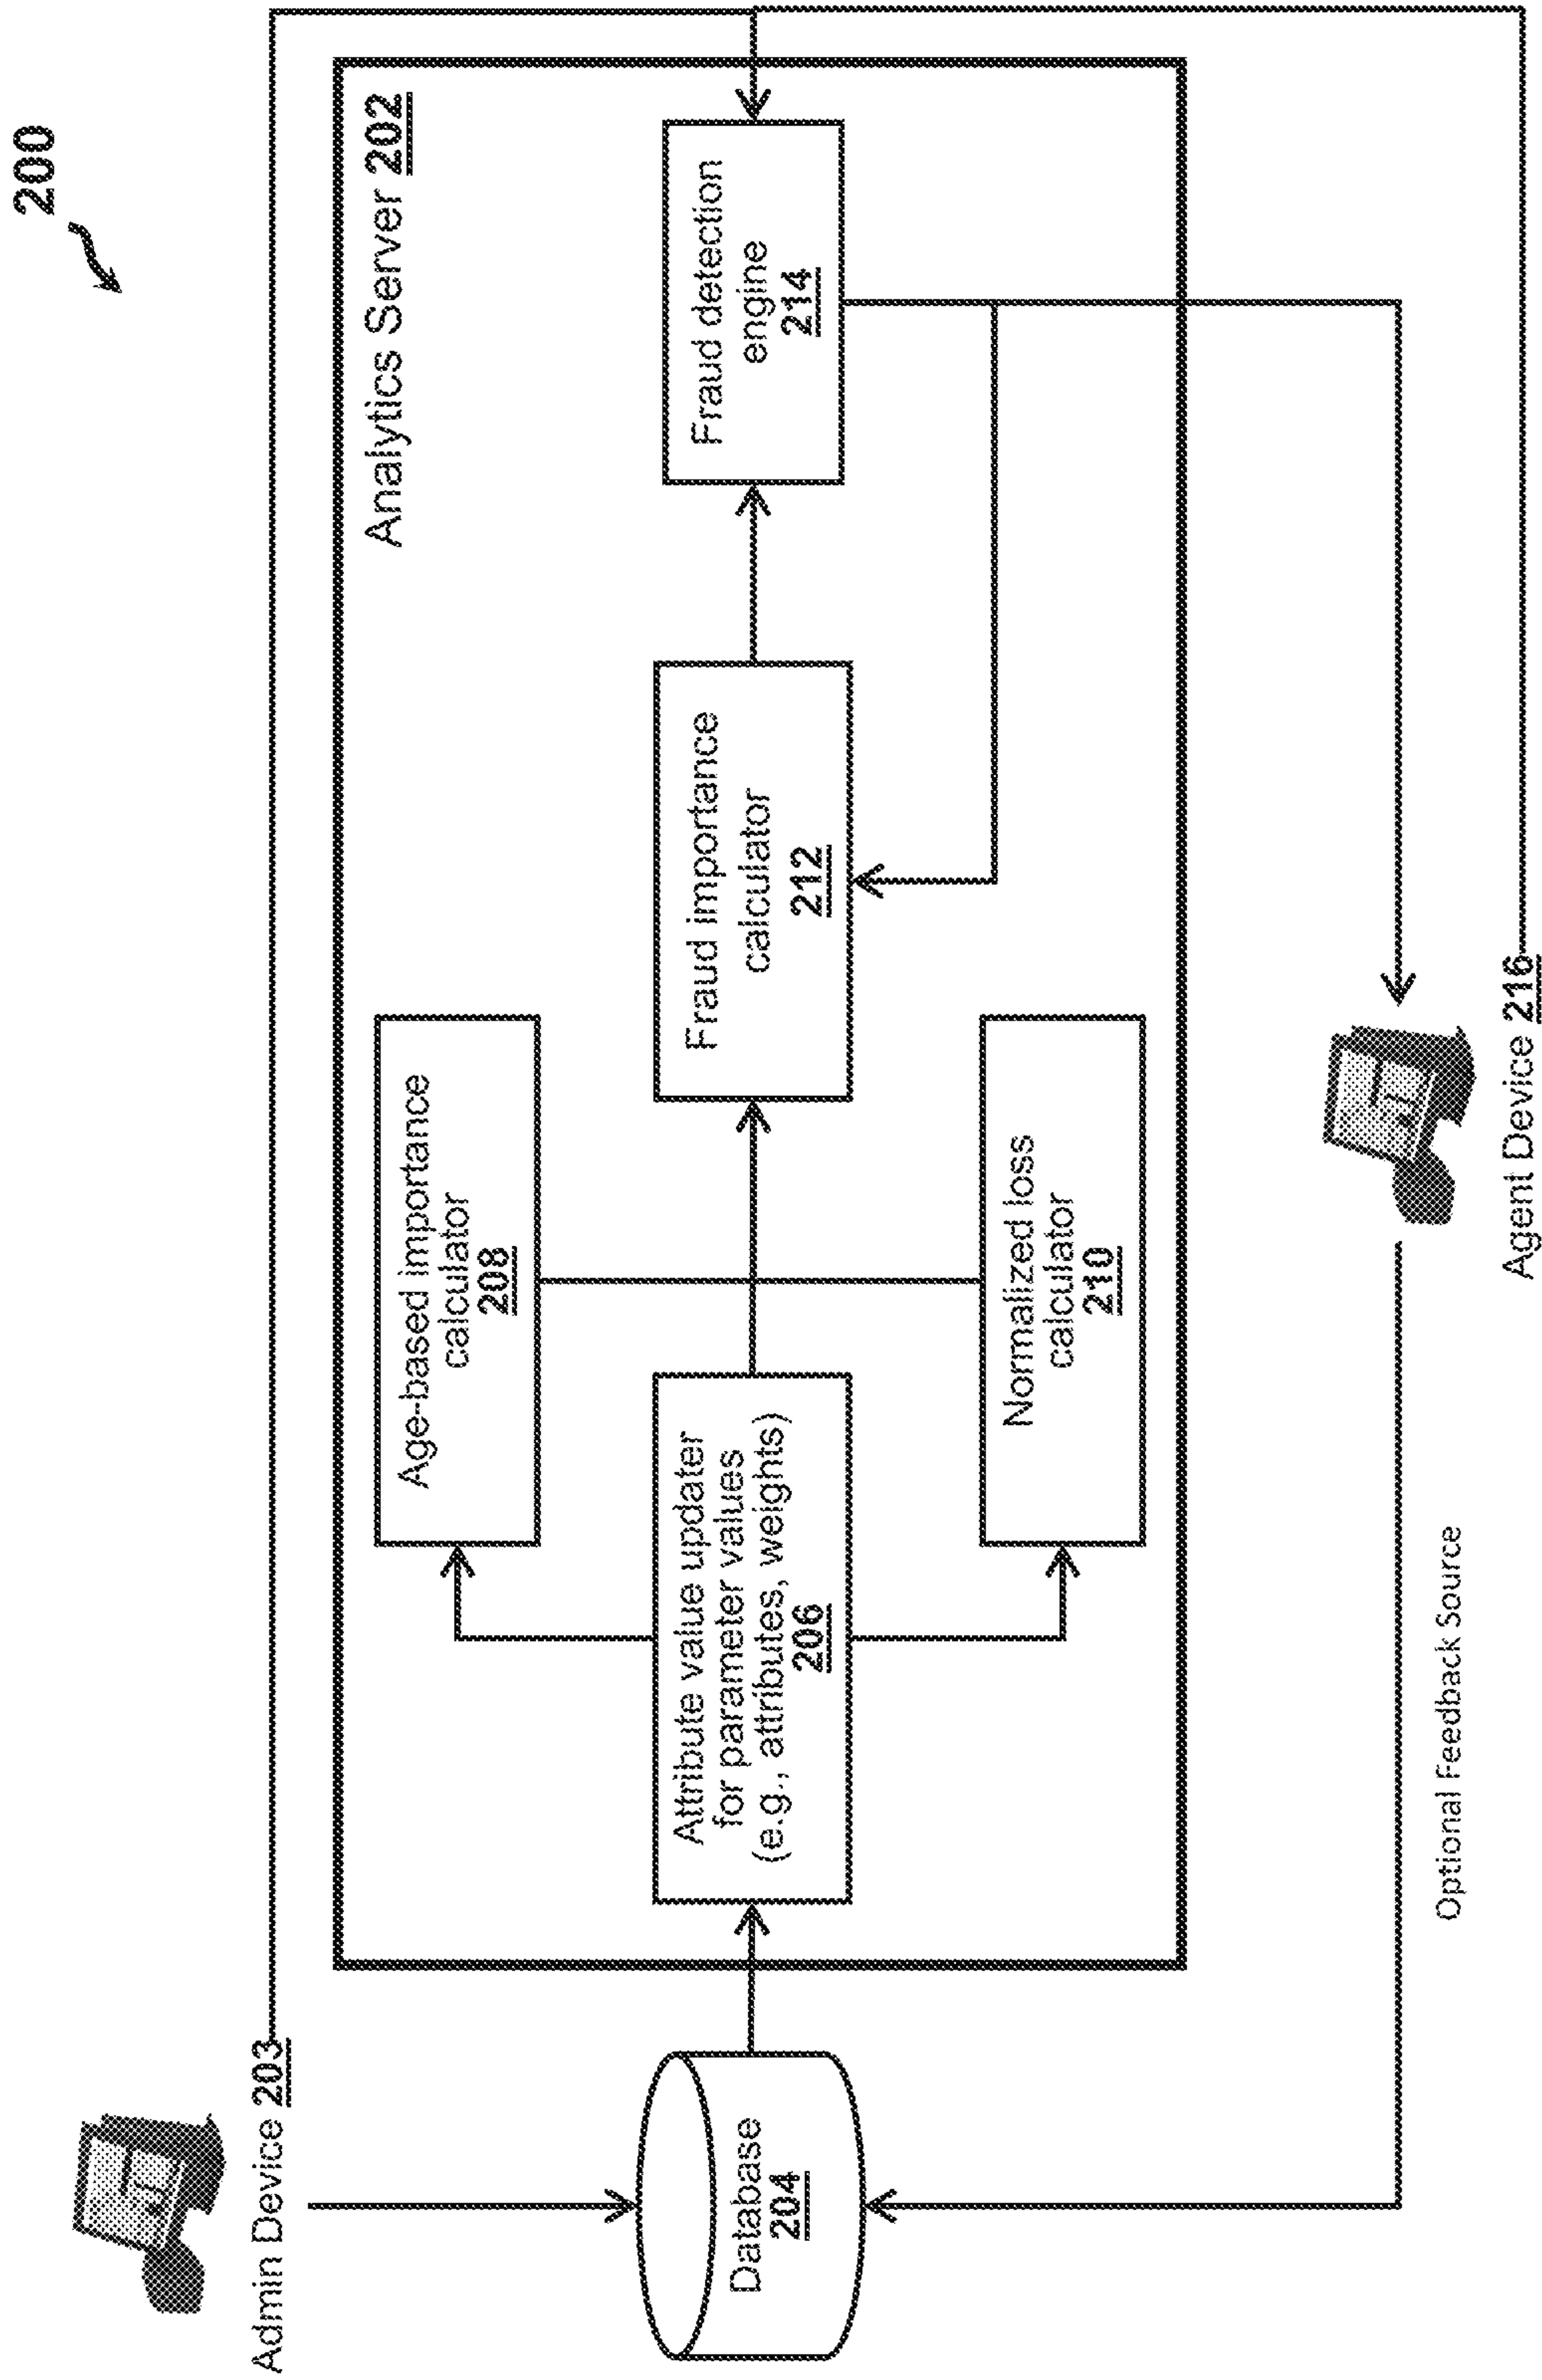 200
Admin Device 203
Analytics Server 202
Database
204
Attribute value updater
for parameter values
(e.g., attributes, weights)
206
Age-based importance
calculator
208
Normalized loss
calculator
210
Fraud importance
calculator
212
Fraud detection
engine
214
Optional Feedback Source
Agent Device 216